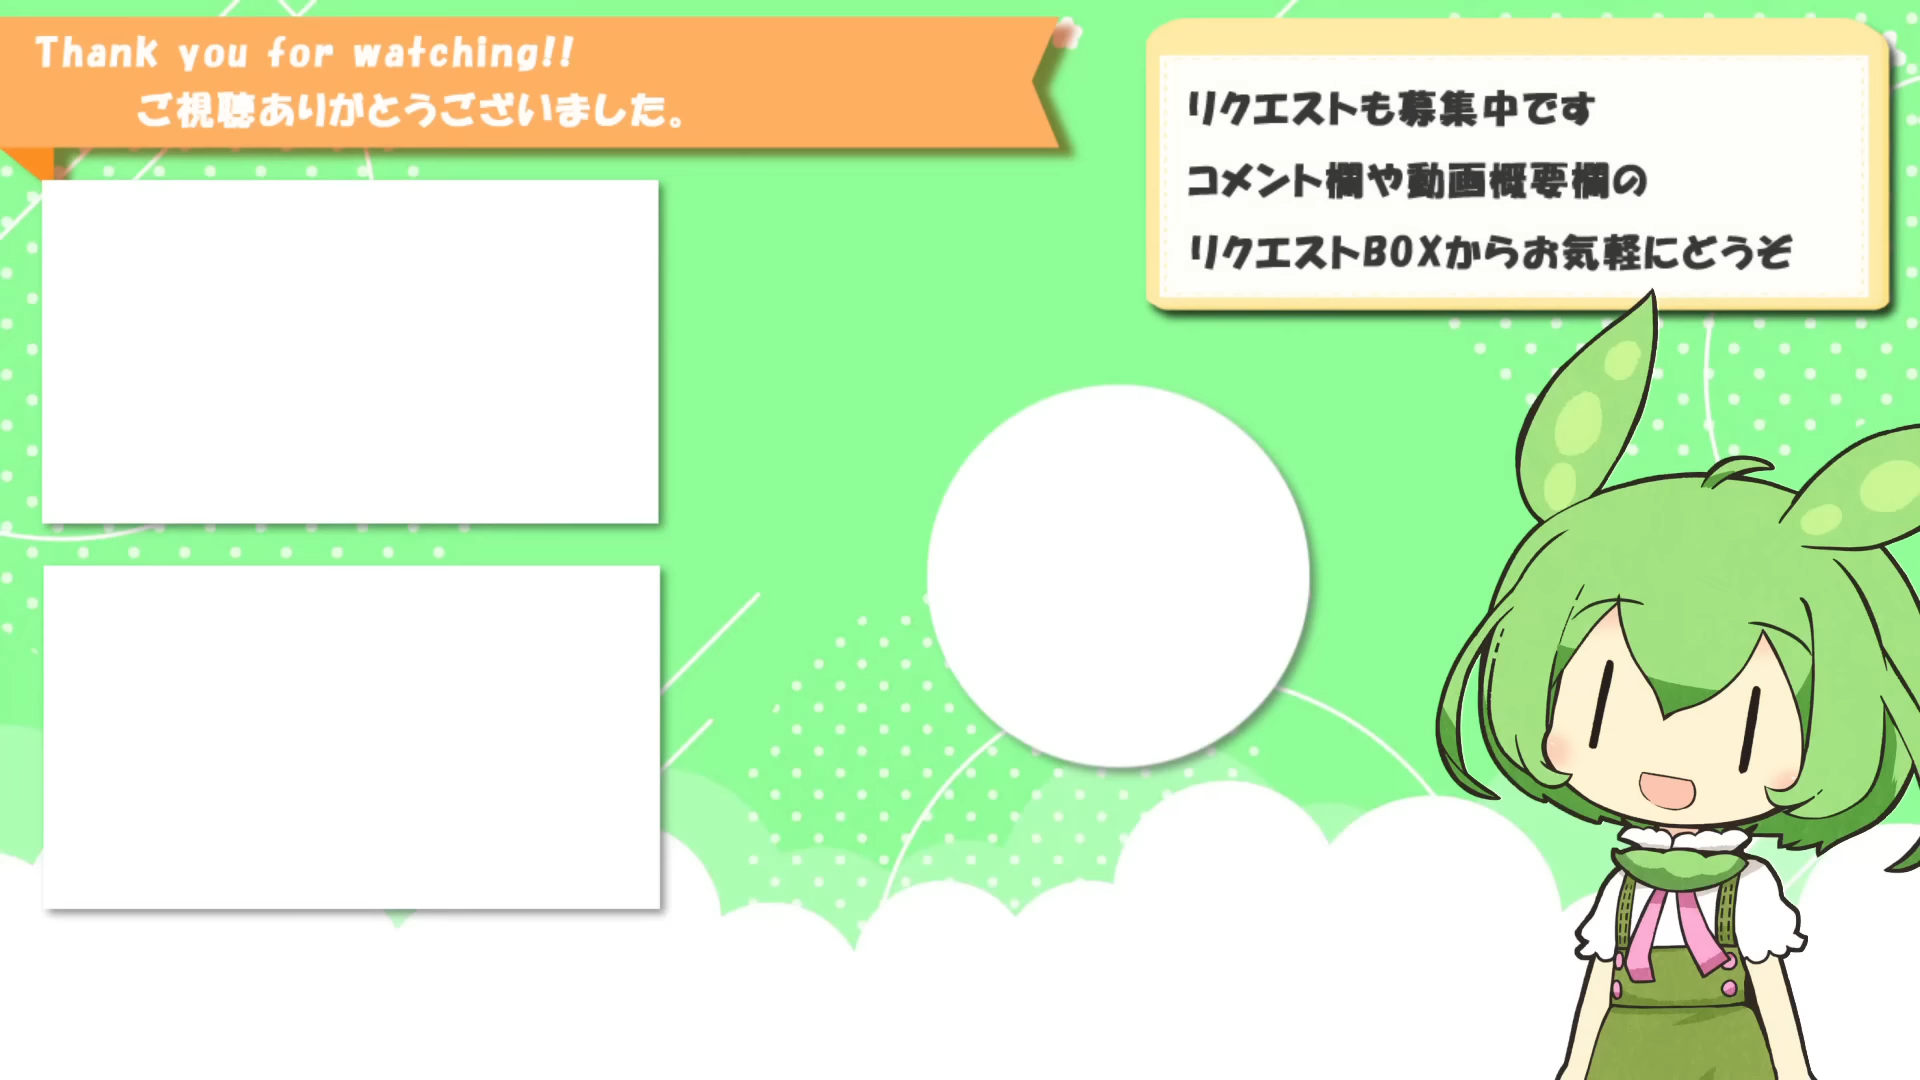 Thank you for watching!!
ご視聴ありがとうございました。
リクエストも募集中です
コメント欄や動画概要欄の
リクエストBOXからお気軽にどうぞ